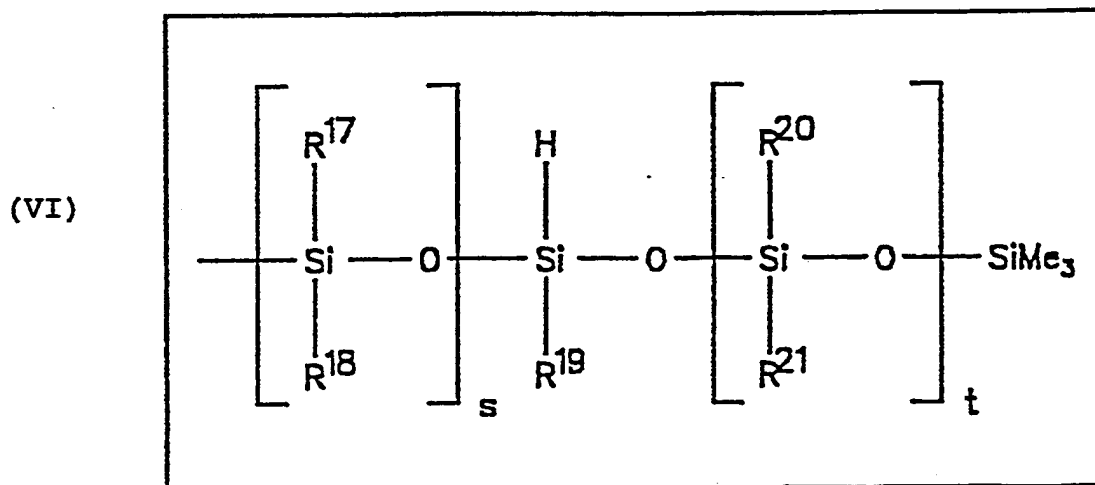 R17 H R20
(VI)
Si O Si O Si O SiMe3
R18 R19 R21
s t